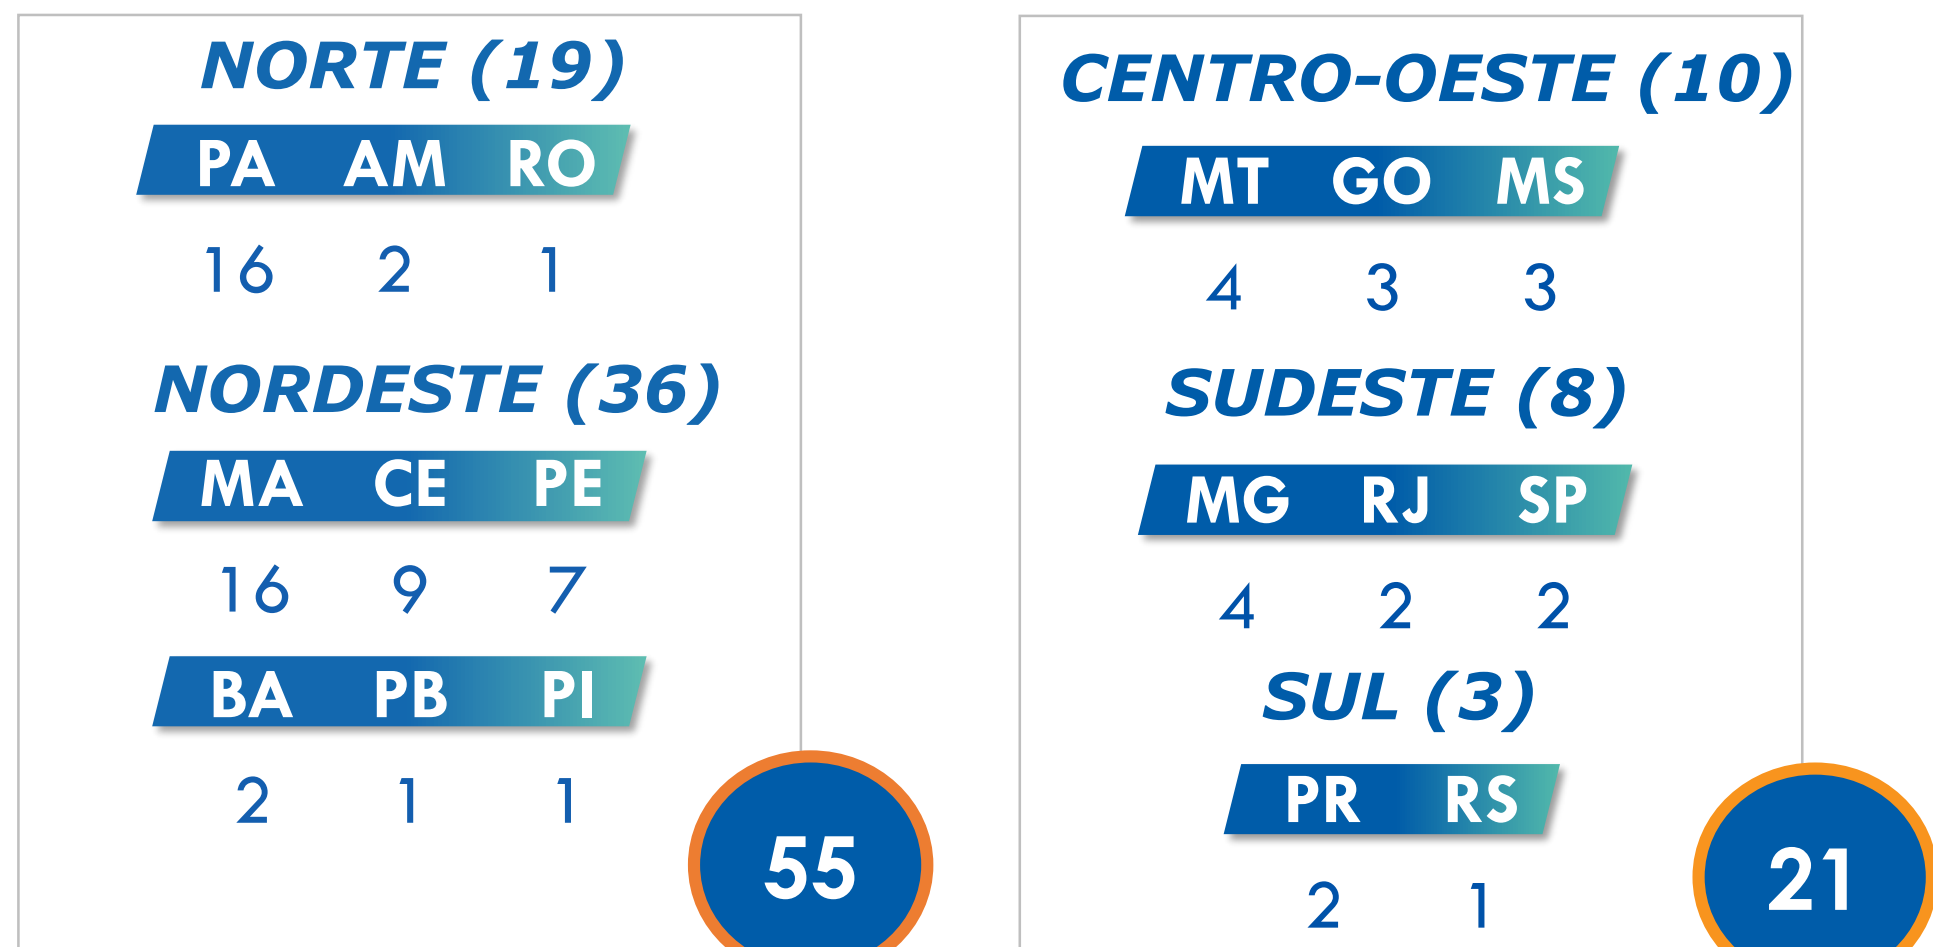 NORTE (19)
PA AM RO
16 2 1
NORDESTE (36)
MA CE PE
16 9 7
BA PB PI
2 1 1
55
CENTRO-OESTE (10)
MT GO MS
4 3 3
SUDESTE (8)
MG RJ SP
4 2 2
SUL (3)
PR RS
2 1
21